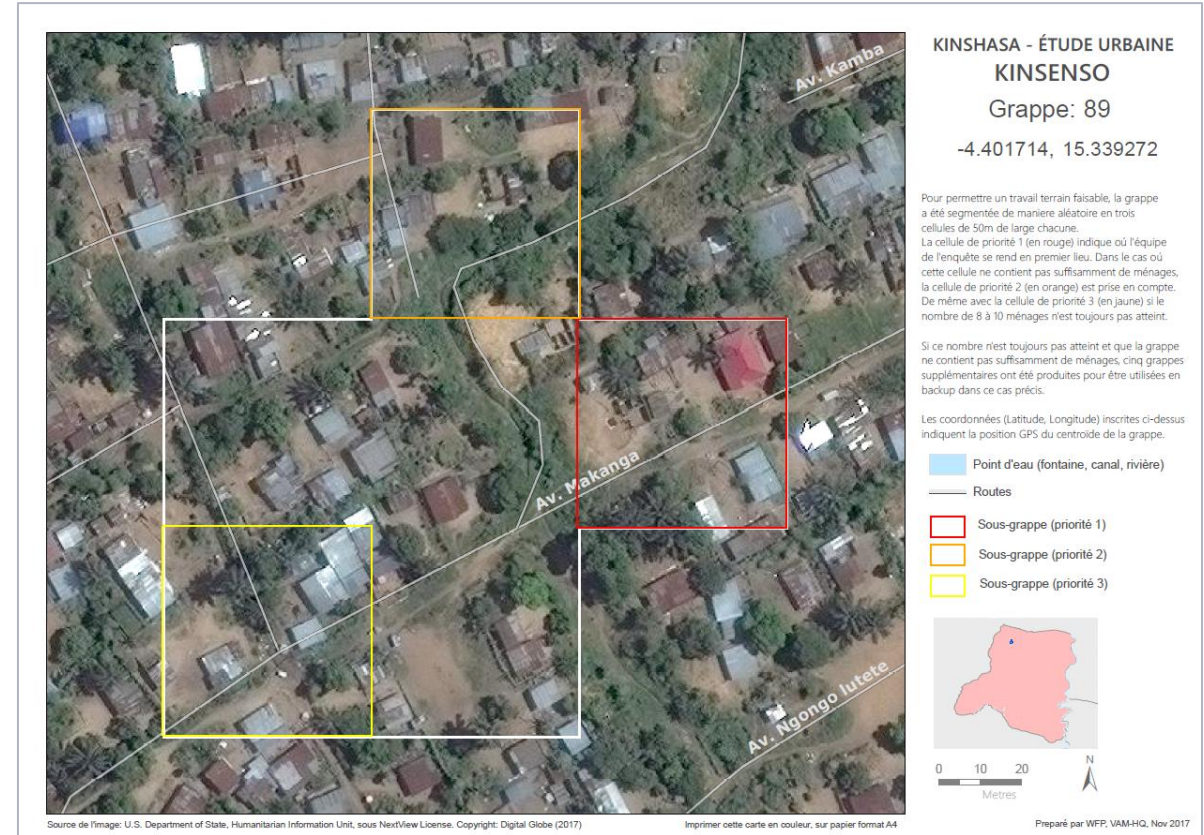 Av. Kamba
Av. Makanga
Av. Ngongo lutete
KINSHASA - ÉTUDE URBAINE
KINSENSO
Grappe: 89
-4.401714, 15.339272
Pour permettre un travail terrain faisable, la grappe
a été segmentée de maniere aléatoire en trois
cellules de 50m de large chacune.
La cellule de priorité 1 (en rouge) indique oú l'équipe
de l'enquête se rend en premier lieu. Dans le cas oú
cette cellule ne contient pas suffisamment de ménages,
la cellule de priorité 2 (en orange) est prise en compte.
De même avec la cellule de priorité 3 (en jaune) si le
nombre de 8 à 10 ménages n'est toujours pas atteint.
Si ce nombre n'est toujours pas atteint et que la grappe
ne contient pas suffisamment de ménages, cinq grappes
supplémentaires ont été produites pour être utilisées en
backup dans ce cas précis.
Les coordonnées (Latitude, Longitude) inscrites ci-dessus
indiquent la position GPS du centroïde de la grappe.
Point d'eau (fontaine, canal, rivière)
Routes
Sous-grappe (priorité 1)
Sous-grappe (priorité 2)
Sous-grappe (priorité 3)
0 10 20
Metres
N
Source de l'image: U.S. Department of State, Humanitarian Information Unit, sous NextView License. Copyright: Digital Globe (2017)
Imprimer cette carte en couleur, sur papier format A4
Preparé par WFP, VAM-HQ, Nov 2017